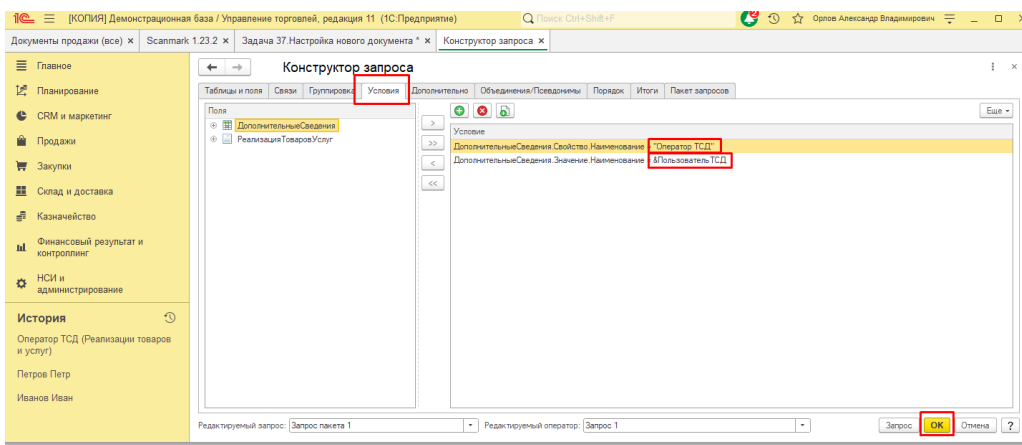 [КОПИЯ] Демонстрационная база / Управление торговлей, редакция 11 (1С:Предприятие)
Поиск Ctrl+Shift+F
Орлов Александр Владимирович
Документы продажи (все) ×
Scanmark 1.23.2 ×
Задача 37.Настройка нового документа * ×
Конструктор запроса ×
Главное
Планирование
CRM и маркетинг
Продажи
Закупки
Склад и доставка
Казначейство
Финансовый результат и
контроллинг
НСИ и
администрирование
История
Оператор ТСД (Реализации товаров
и услуг)
Петров Петр
Иванов Иван
Конструктор запроса
Таблицы и поля
Связи
Группировка
Условия
Дополнительно
Объединения/Псевдонимы
Порядок
Итоги
Пакет запросов
Поля
ДополнительныеСведения
РеализацияТоваровУслуг
>
>>
<
<<
Еще
Условие
ДополнительныеСведения.Свойство.Наименование = "Оператор ТСД"
ДополнительныеСведения.Значение.Наименование = &ПользовательТСД
Редактируемый запрос: Запрос пакета 1
Редактируемый оператор: Запрос 1
Запрос
ОК
Отмена
?